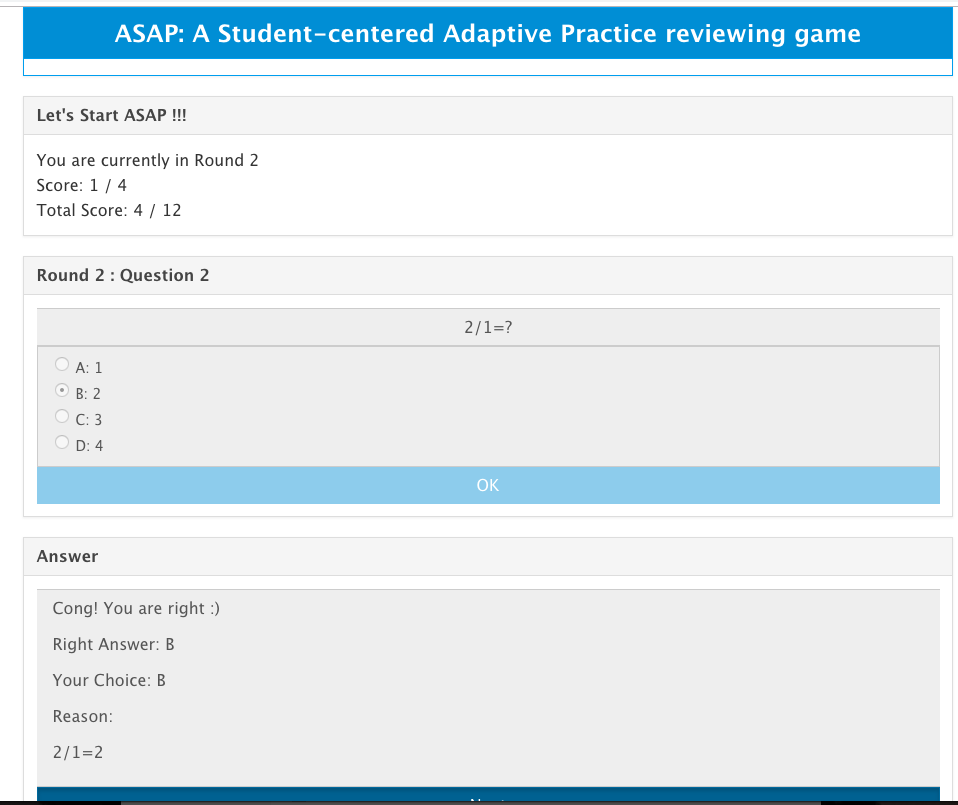 ASAP: A Student-centered Adaptive Practice reviewing game
Let's Start ASAP !!!
You are currently in Round 2
Score: 1 / 4
Total Score: 4 / 12
Round 2 : Question 2
2/1=?
A: 1
B: 2
C: 3
D: 4
OK
Answer
Cong! You are right :)
Right Answer: B
Your Choice: B
Reason:
2/1=2